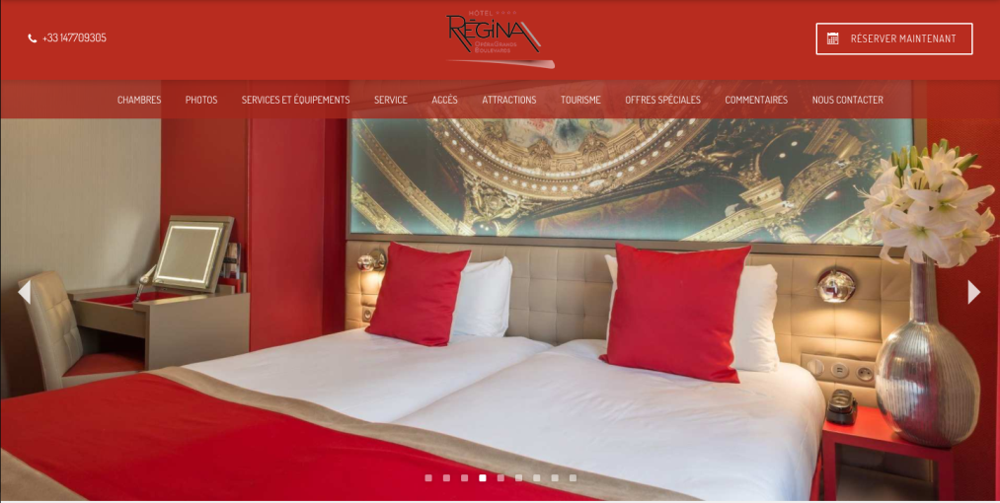 HÔTEL ★★★★
RÉGINA
OPÉRA GRANDS
BOULEVARDS
+33 147709305
RÉSERVER MAINTENANT
CHAMBRES PHOTOS SERVICES ET ÉQUIPEMENTS SERVICE ACCÈS ATTRACTIONS TOURISME OFFRES SPÉCIALES COMMENTAIRES NOUS CONTACTER